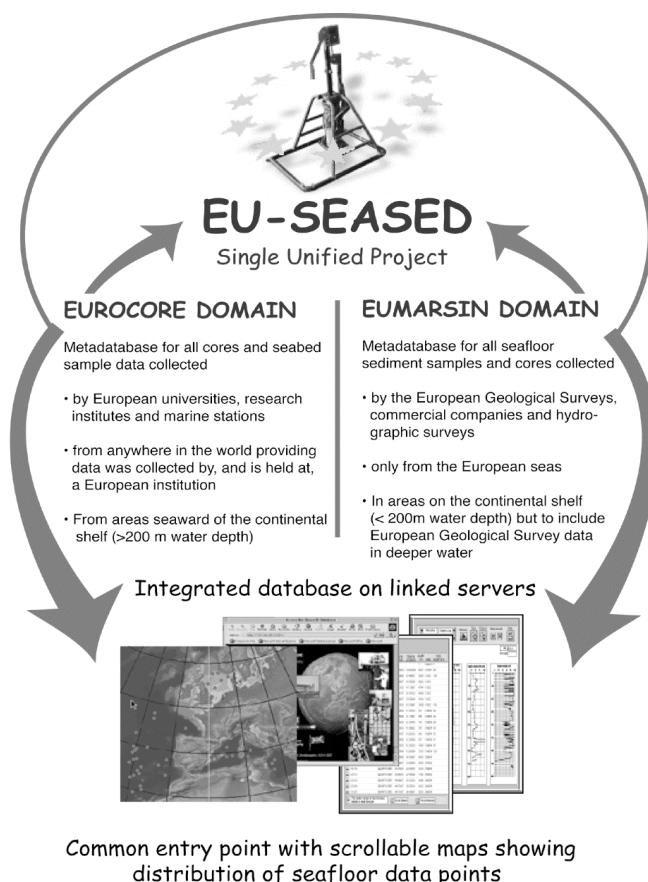 EU-SEASED
Single Unified Project
EUROCORE DOMAIN
Metadatabase for all cores and seabed
sample data collected
• by European universities, research
institutes and marine stations
• from anywhere in the world providing
data was collected by, and is held at,
a European institution
• From areas seaward of the continental
shelf (>200 m water depth)
EUMARSIN DOMAIN
Metadatabase for all seafloor
sediment samples and cores collected
• by the European Geological Surveys,
commercial companies and hydro-
graphic surveys
• only from the European seas
• In areas on the continental shelf
(< 200m water depth) but to include
European Geological Survey data
in deeper water
Integrated database on linked servers
Common entry point with scrollable maps showing
distribution of seafloor data points